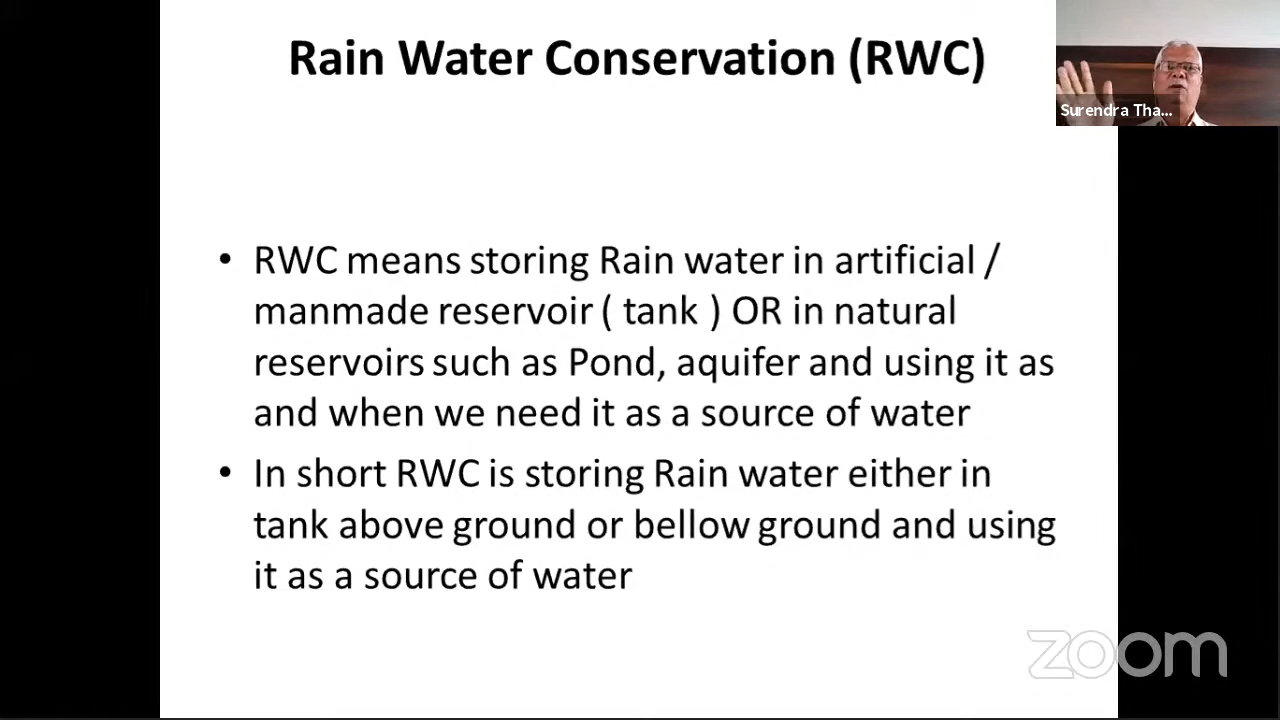 Rain Water Conservation (RWC)
Surendra Tha...
• RWC means storing Rain water in artificial /
manmade reservoir ( tank ) OR in natural
reservoirs such as Pond, aquifer and using it as
and when we need it as a source of water
• In short RWC is storing Rain water either in
tank above ground or bellow ground and using
it as a source of water
zoom